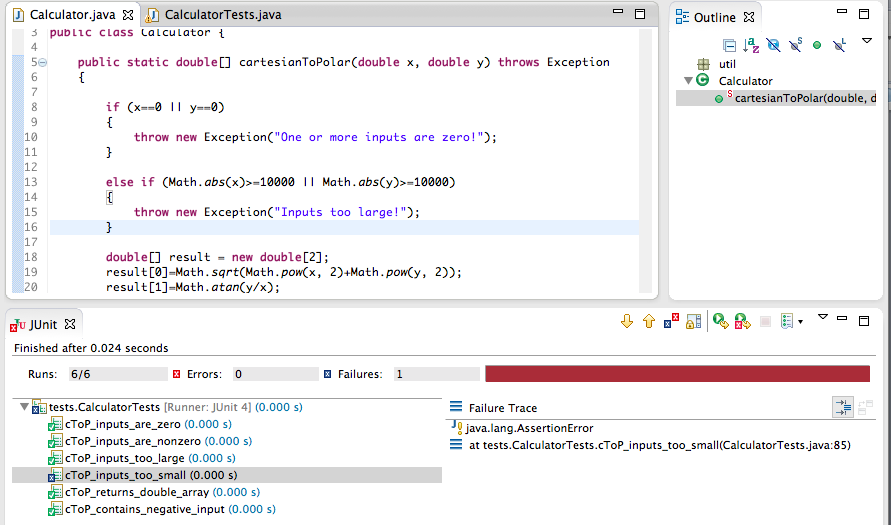 Calculator.java
CalculatorTests.java
3 public class Calculator {
4
5 public static double[] cartesianToPolar(double x, double y) throws Exception
6 {
7
8 if (x==0 || y==0)
9 {
10 throw new Exception("One or more inputs are zero!");
11 }
12
13 else if (Math.abs(x)>=10000 || Math.abs(y)>=10000)
14 {
15 throw new Exception("Inputs too large!");
16 }
17
18 double[] result = new double[2];
19 result[0]=Math.sqrt(Math.pow(x, 2)+Math.pow(y, 2));
20 result[1]=Math.atan(y/x);
Outline
util
Calculator
S cartesianToPolar(double, d
JUnit
Finished after 0.024 seconds
Runs: 6/6 Errors: 0 Failures: 1
tests.CalculatorTests [Runner: JUnit 4] (0.000 s)
cToP_inputs_are_zero (0.000 s)
cToP_inputs_are_nonzero (0.000 s)
cToP_inputs_too_large (0.000 s)
cToP_inputs_too_small (0.000 s)
cToP_returns_double_array (0.000 s)
cToP_contains_negative_input (0.000 s)
Failure Trace
java.lang.AssertionError
at tests.CalculatorTests.cToP_inputs_too_small(CalculatorTests.java:85)